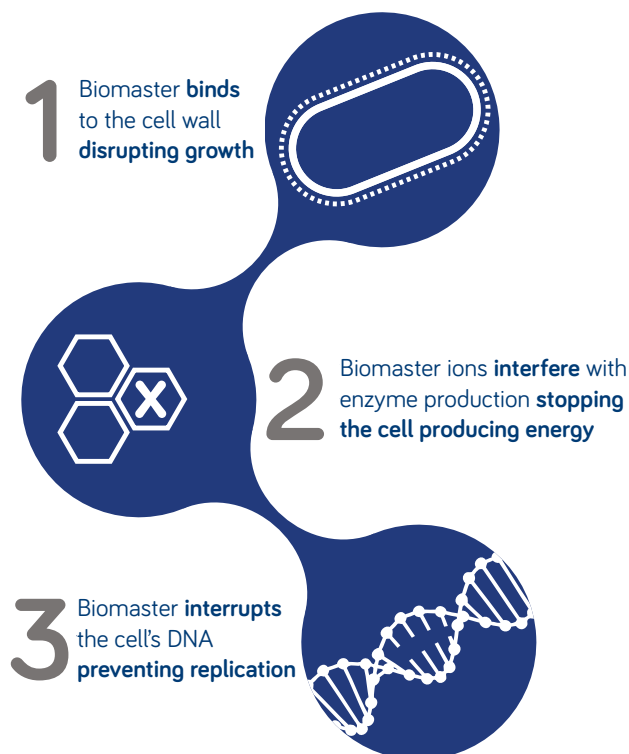 1
Biomaster binds
to the cell wall
disrupting growth
X
2
Biomaster ions interfere with
enzyme production stopping
the cell producing energy
3
Biomaster interrupts
the cell's DNA
preventing replication